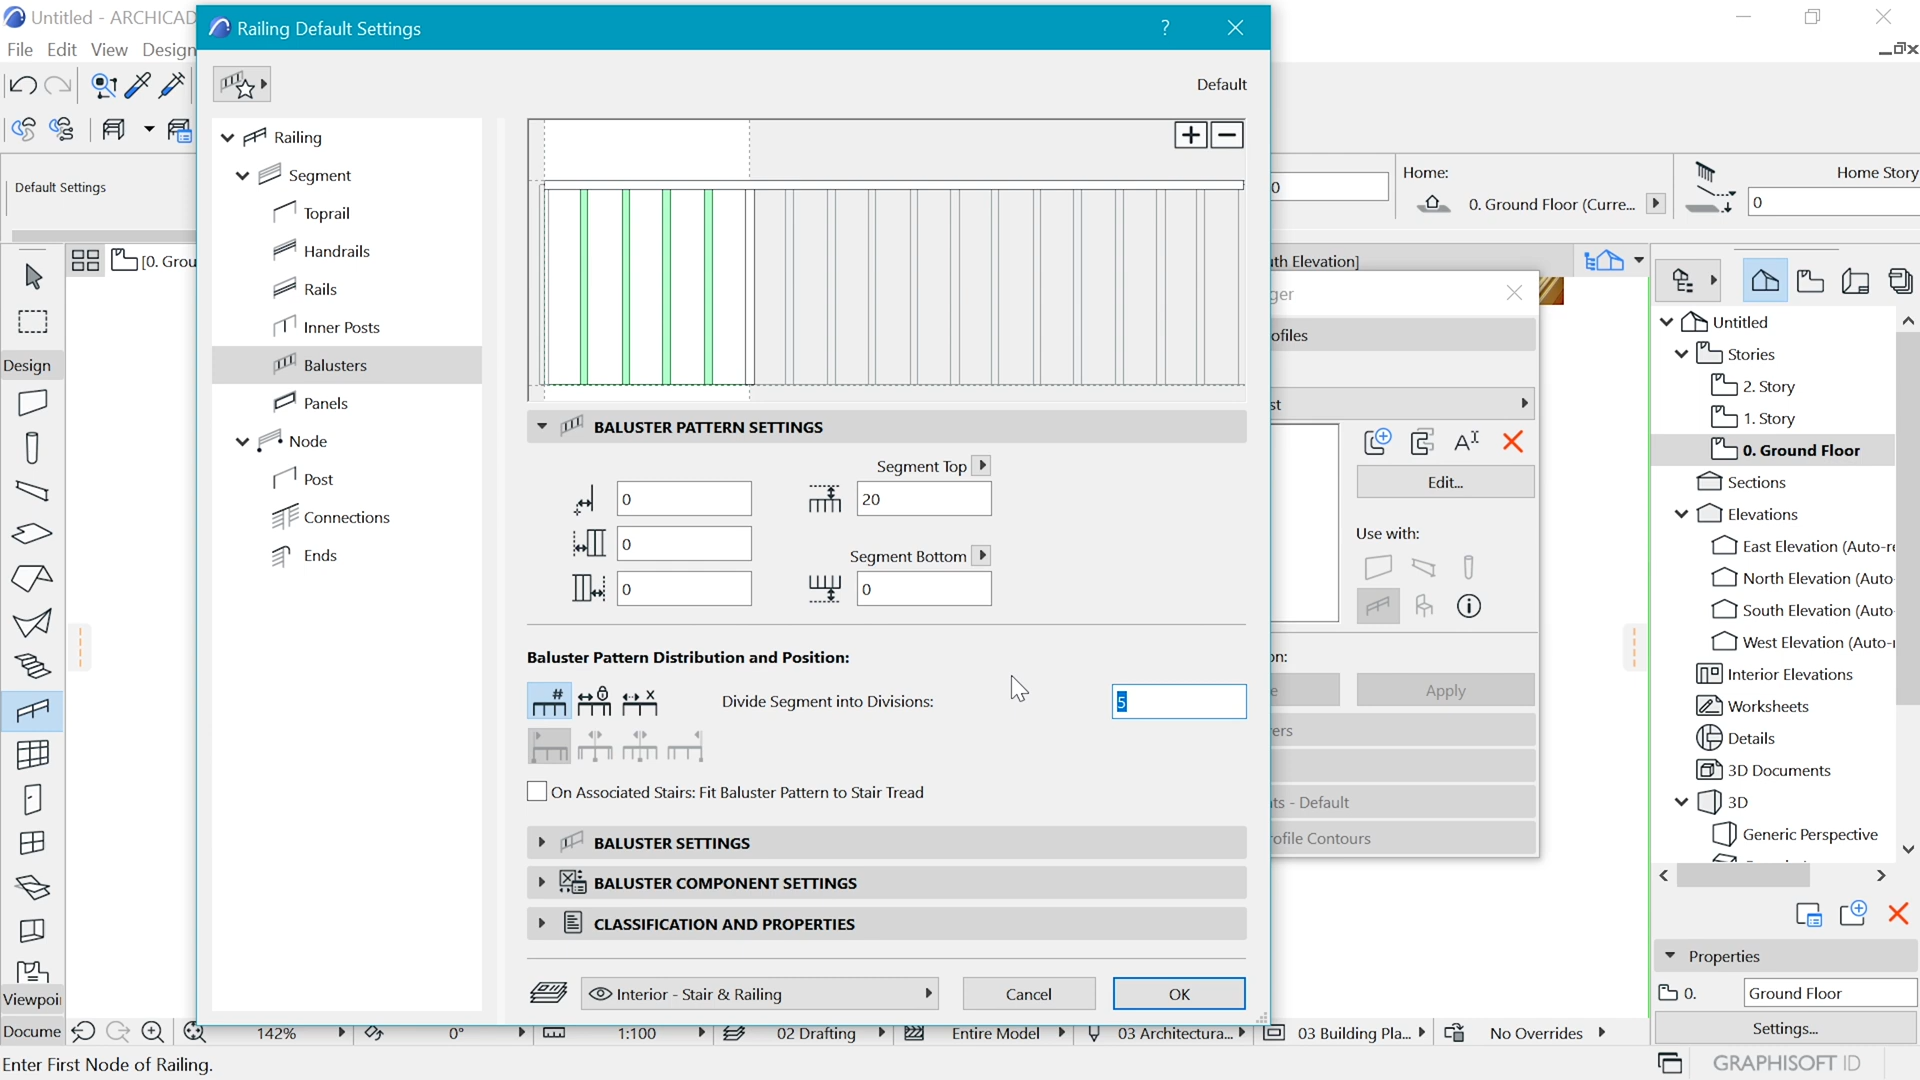 Untitled - ARCHICAD
File Edit View Design
Default Settings
[0. Grou
Design
Viewpoi
Docume
Railing Default Settings
?
Default
Railing
Segment
Toprail
Handrails
Rails
Inner Posts
Balusters
Panels
Node
Post
Connections
Ends
BALUSTER PATTERN SETTINGS
Segment Top
0
20
0
Segment Bottom
0
0
Baluster Pattern Distribution and Position:
Divide Segment into Divisions:
5
On Associated Stairs: Fit Baluster Pattern to Stair Tread
BALUSTER SETTINGS
BALUSTER COMPONENT SETTINGS
CLASSIFICATION AND PROPERTIES
Interior - Stair & Railing
Cancel
OK
0
Home:
0. Ground Floor (Curre...
Home Story
0
th Elevation]
ger
ofiles
st
Edit...
Use with:
on:
e
Apply
ers
ts - Default
ofile Contours
Untitled
Stories
2. Story
1. Story
0. Ground Floor
Sections
Elevations
East Elevation (Auto-re
North Elevation (Auto
South Elevation (Auto
West Elevation (Auto-r
Interior Elevations
Worksheets
Details
3D Documents
3D
Generic Perspective
Properties
0.
Ground Floor
Settings...
142%
0°
1:100
02 Drafting
Entire Model
03 Architectura...
03 Building Pla...
No Overrides
Enter First Node of Railing.
GRAPHISOFT ID